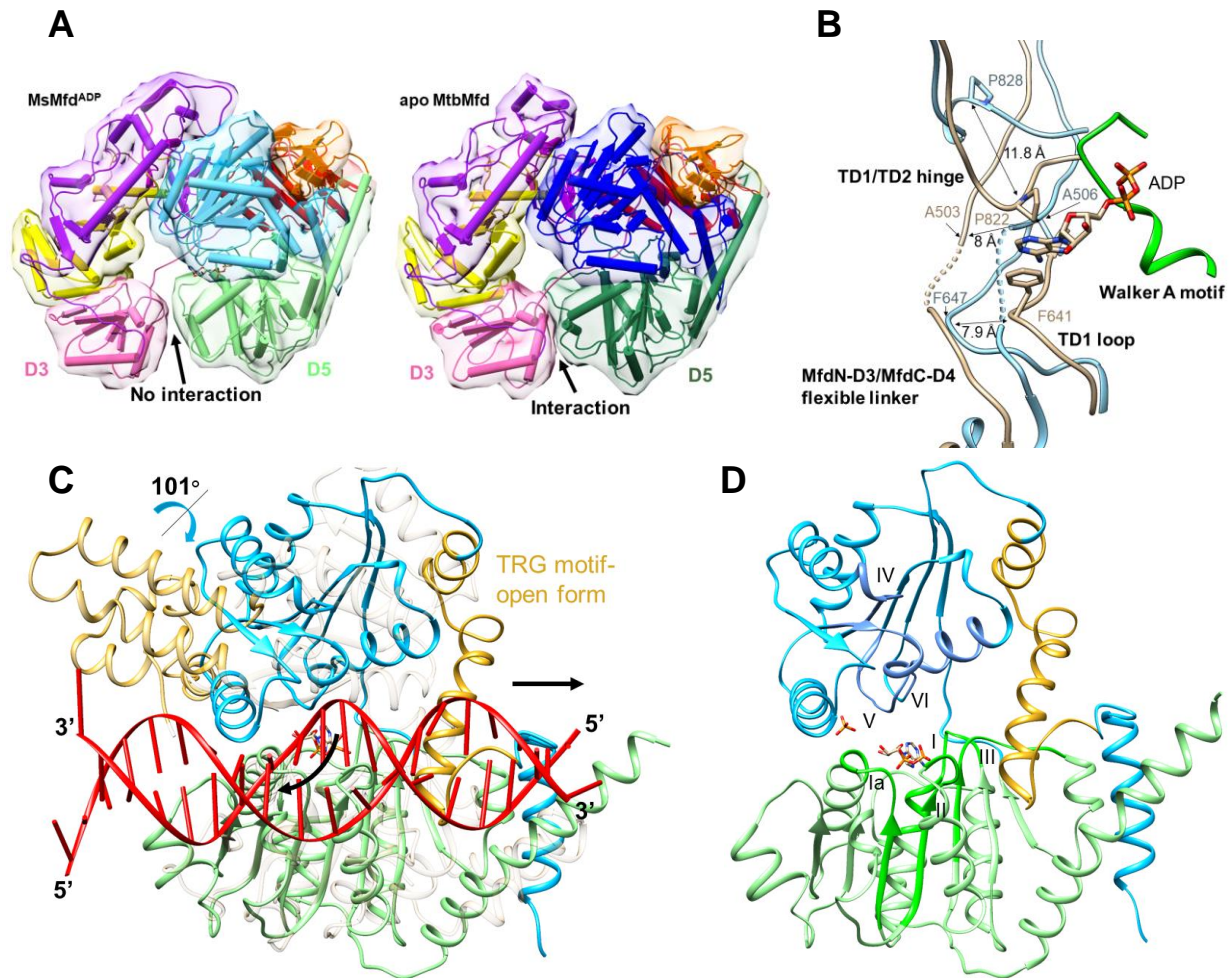 A
MsMfdADP
apo MtbMfd
D3
D5
No interaction
D3
D5
Interaction
B
P828
11.8 Å
TD1/TD2 hinge
ADP
A503
P822
A506
8 Å
Walker A motif
F647
F641
7.9 Å
TD1 loop
MfdN-D3/MfdC-D4
flexible linker
C
101°
TRG motif-
open form
3’
5’
5’
3’
D
IV
V
VI
I
III
Ia
II